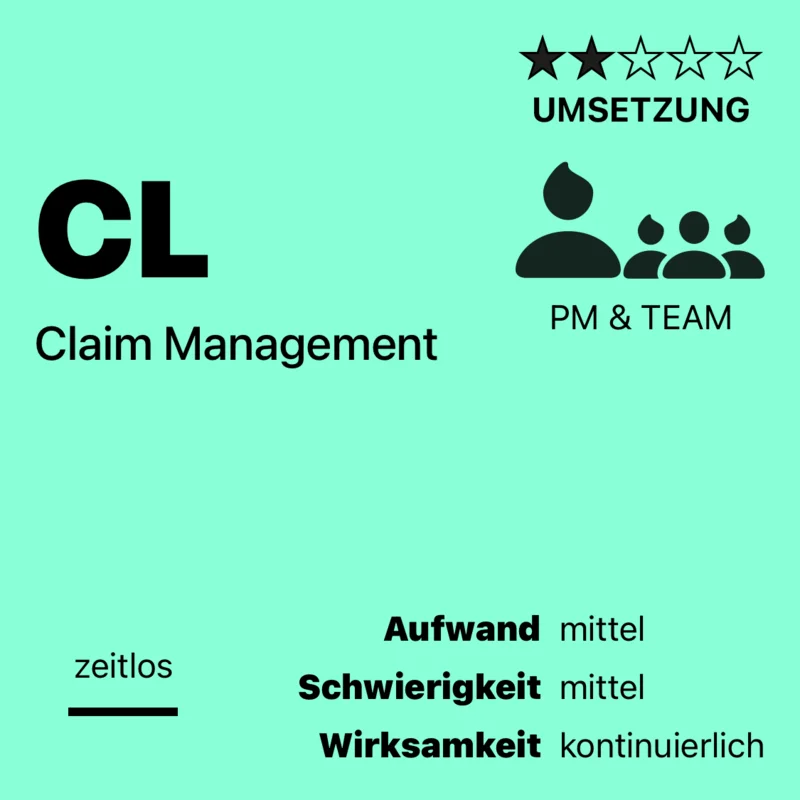 UMSETZUNG
CL
Claim Management
PM & TEAM
zeitlos
Aufwand mittel
Schwierigkeit mittel
Wirksamkeit kontinuierlich